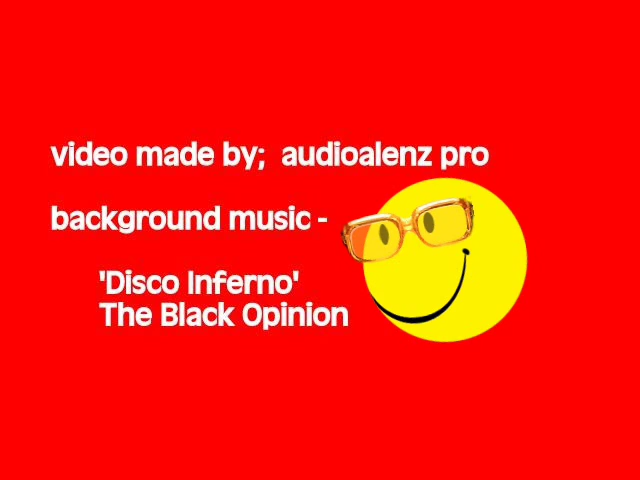 video made by;  audioalenz pro
background music -
'Disco Inferno'
The Black Opinion